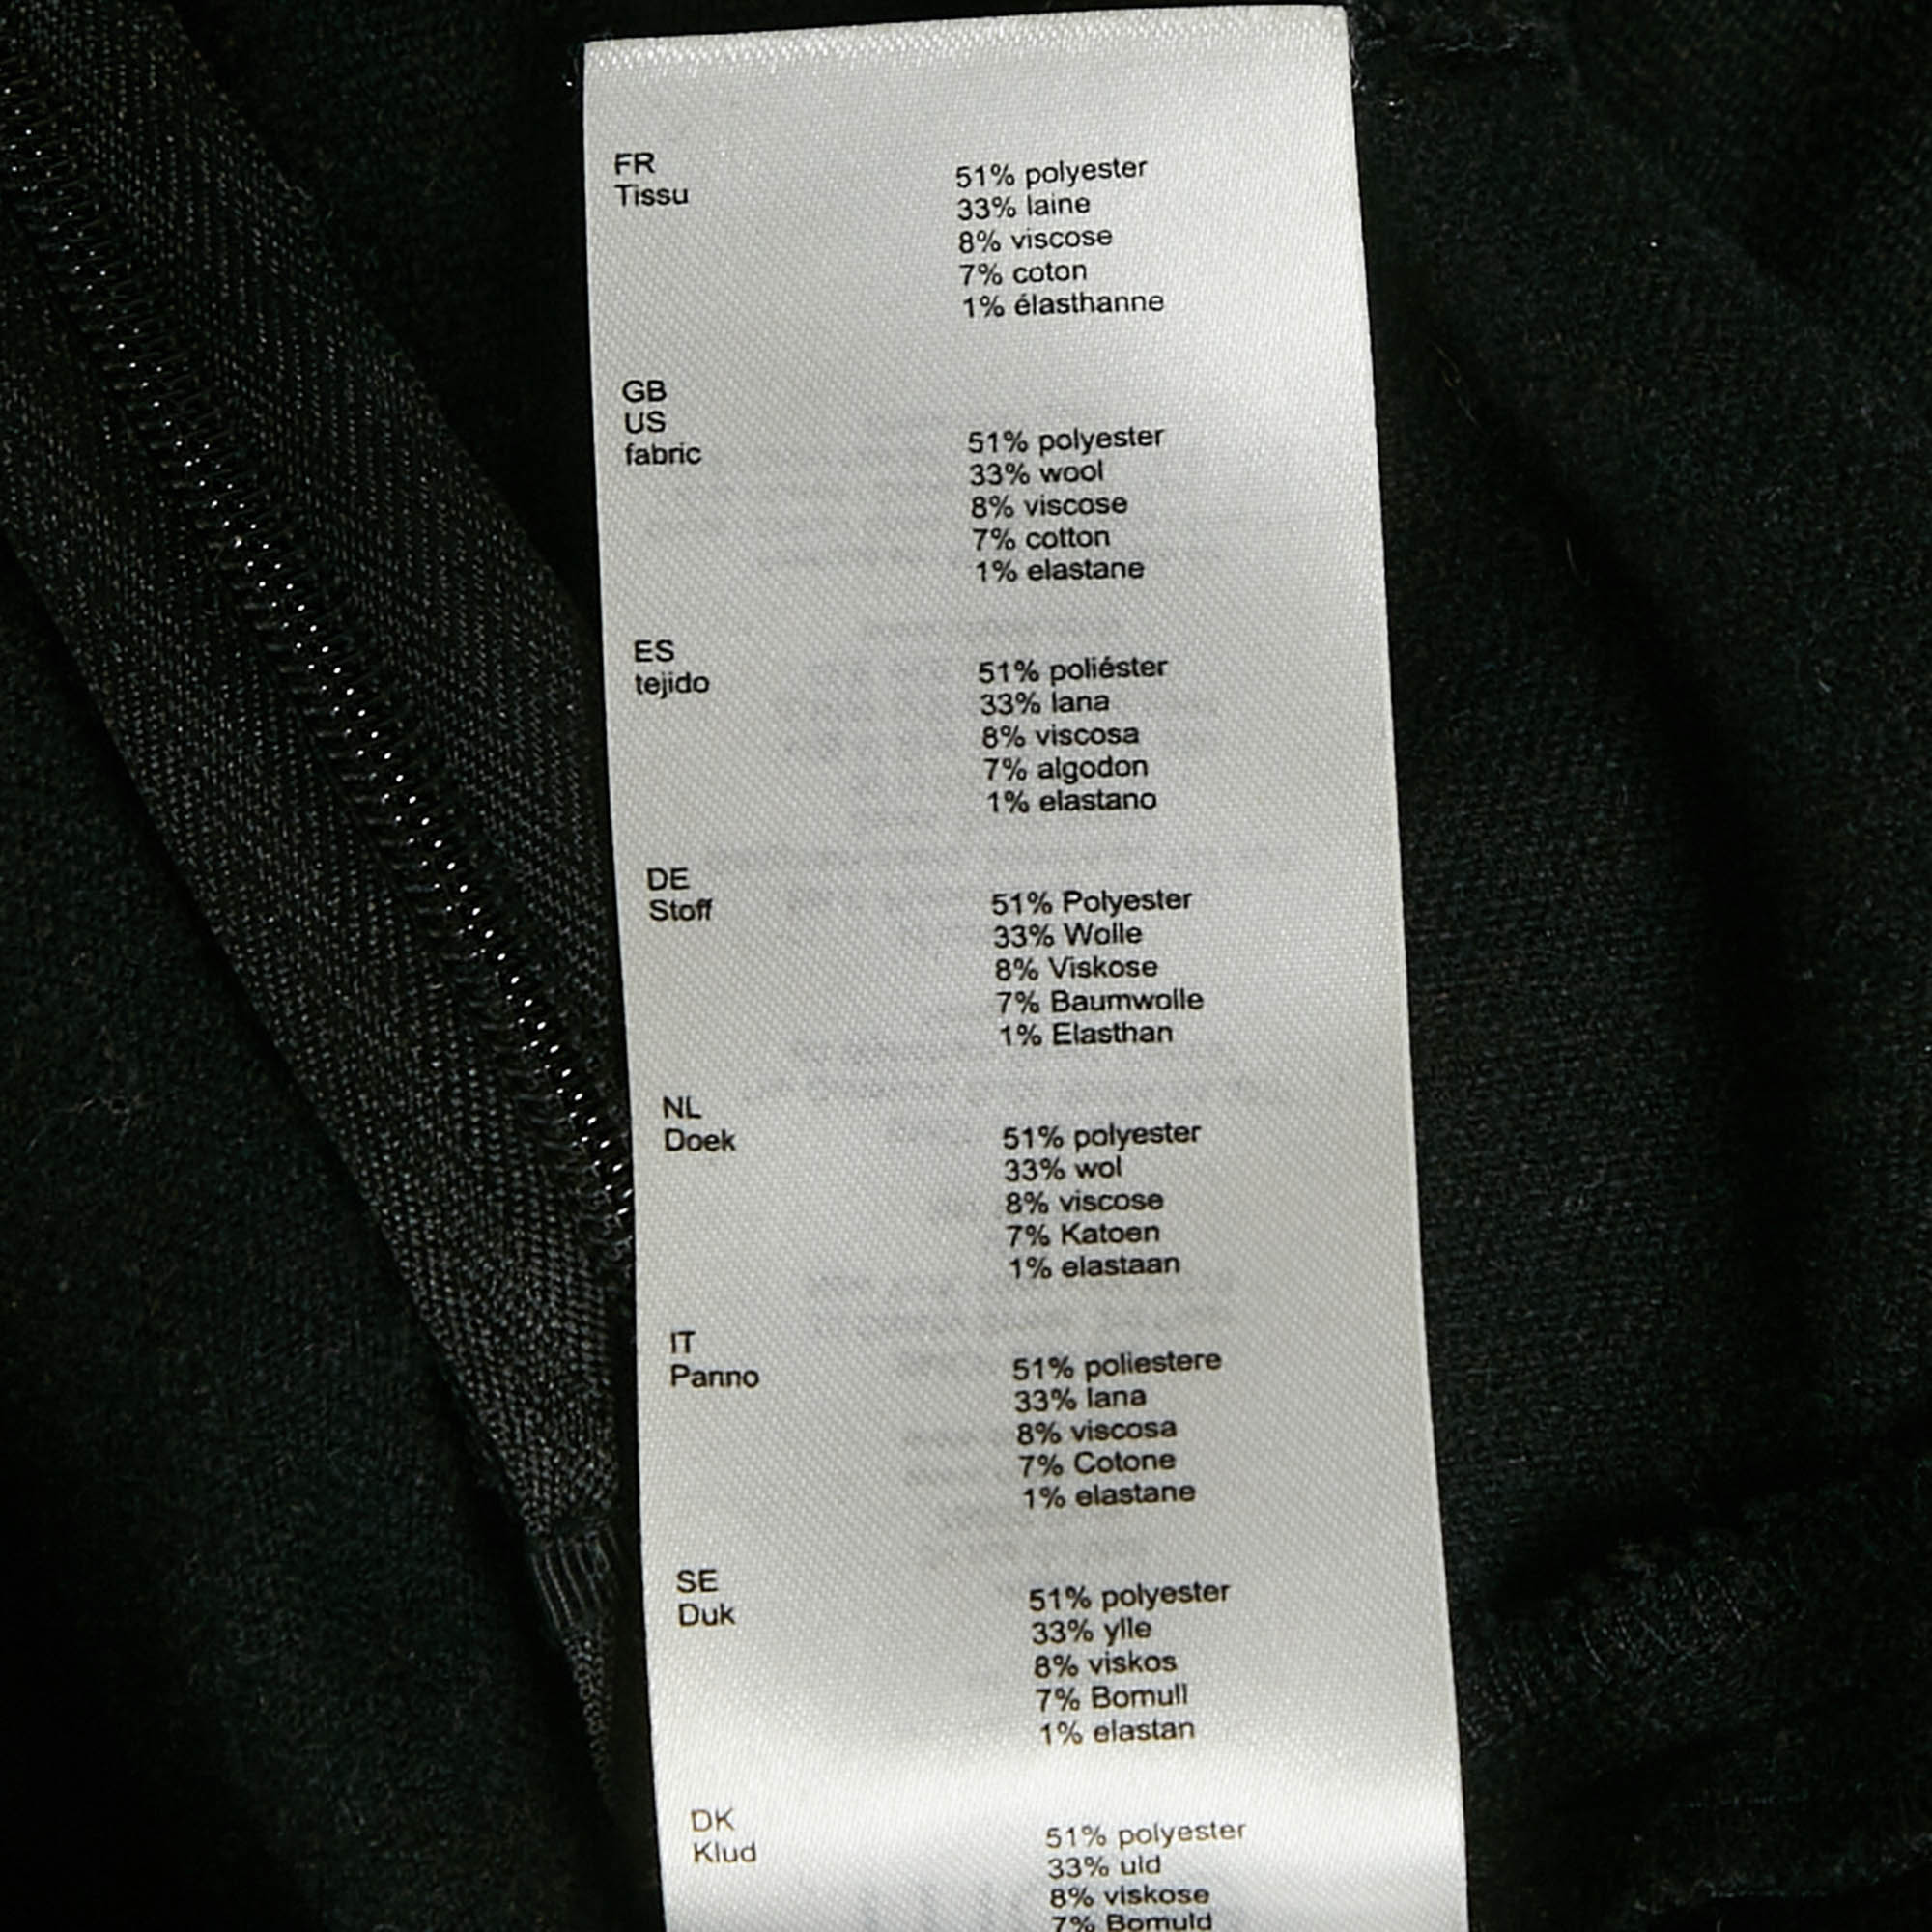 FR
Tissu
51% polyester
33% laine
8% viscose
7% coton
1% élasthanne
GB
US
fabric
51% polyester
33% wool
8% viscose
7% cotton
1% elastane
ES
tejido
51% poliéster
33% lana
8% viscosa
7% algodon
1% elastano
DE
Stoff
51% Polyester
33% Wolle
8% Viskose
7% Baumwolle
1% Elasthan
NL
Doek
51% polyester
33% wol
8% viscose
7% Katoen
1% elastaan
IT
Panno
51% poliestere
33% lana
8% viscosa
7% Cotone
1% elastane
SE
Duk
51% polyester
33% ylle
8% viskos
7% Bomull
1% elastan
DK
Klud
51% polyester
33% uld
8% viskose
7% Bomuld